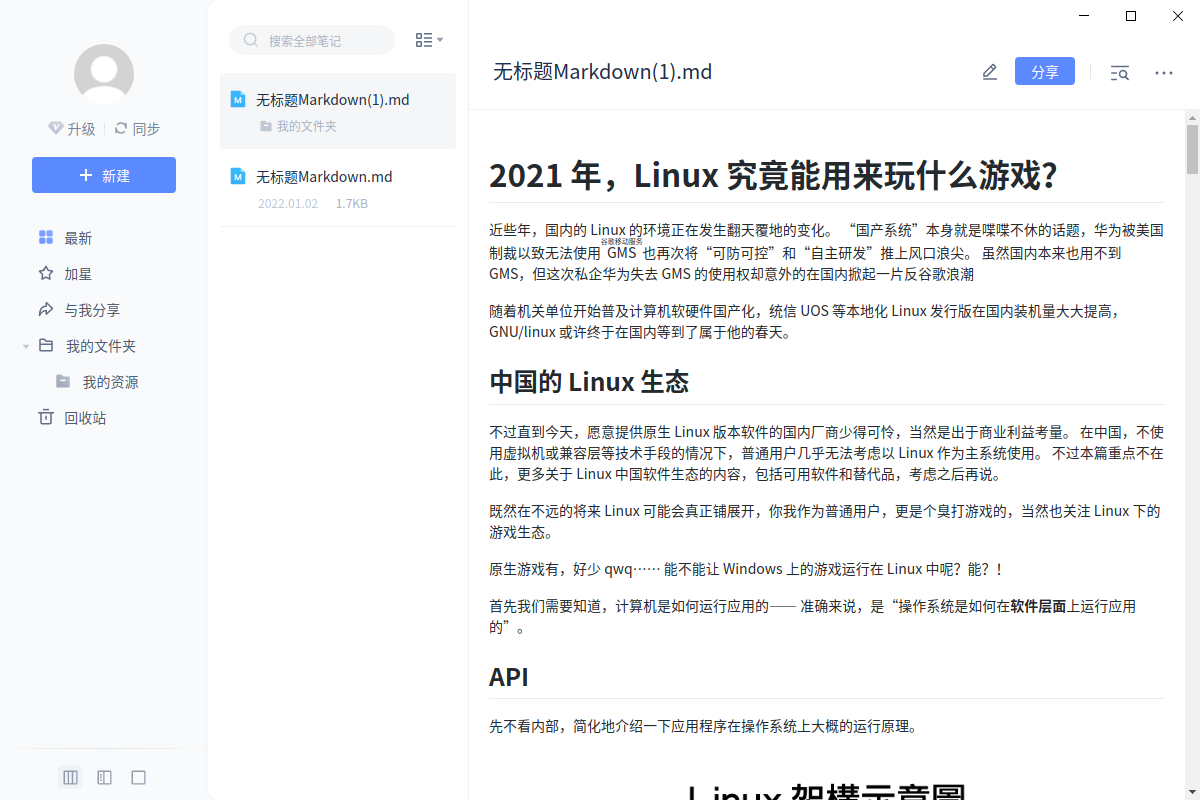 升级
同步
新建
最新
加星
与我分享
我的文件夹
我的资源
回收站
搜索全部笔记
无标题Markdown(1).md
我的文件夹
无标题Markdown.md
2022.01.02 1.7KB
无标题Markdown(1).md
分享
2021 年，Linux 究竟能用来玩什么游戏？
近些年，国内的 Linux 的环境正在发生翻天覆地的变化。 “国产系统”本身就是喋喋不休的话题，华为被美国
谷歌移动服务
制裁以致无法使用 GMS 也再次将“可防可控”和“自主研发”推上风口浪尖。 虽然国内本来也用不到
GMS，但这次私企华为失去 GMS 的使用权却意外的在国内掀起一片反谷歌浪潮
随着机关单位开始普及计算机软硬件国产化，统信 UOS 等本地化 Linux 发行版在国内装机量大大提高，
GNU/linux 或许终于在国内等到了属于他的春天。
中国的 Linux 生态
不过直到今天，愿意提供原生 Linux 版本软件的国内厂商少得可怜，当然是出于商业利益考量。 在中国，不使
用虚拟机或兼容层等技术手段的情况下，普通用户几乎无法考虑以 Linux 作为主系统使用。 不过本篇重点不在
此，更多关于 Linux 中国软件生态的内容，包括可用软件和替代品，考虑之后再说。
既然在不远的将来 Linux 可能会真正铺展开，你我作为普通用户，更是个臭打游戏的，当然也关注 Linux 下的
游戏生态。
原生游戏有，好少 qwq…… 能不能让 Windows 上的游戏运行在 Linux 中呢？能？！
首先我们需要知道，计算机是如何运行应用的—— 准确来说，是“操作系统是如何在软件层面上运行应用
的”。
API
先不看内部，简化地介绍一下应用程序在操作系统上大概的运行原理。
Linux 架構示意圖